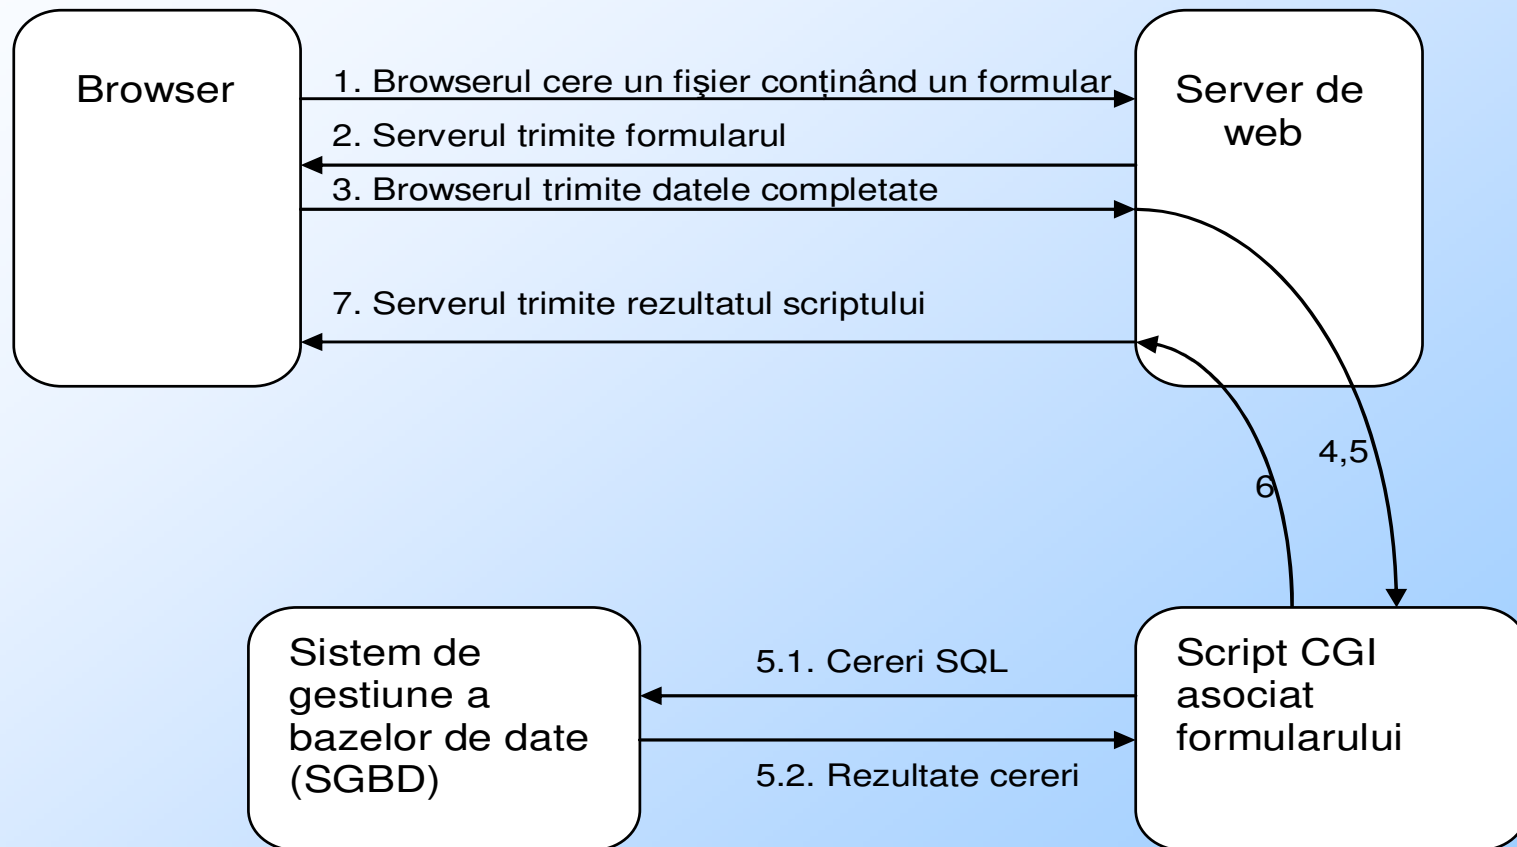 Browser
1. Browserul cere un fişier conţinând un formular
Server de
web
2. Serverul trimite formularul
3. Browserul trimite datele completate
7. Serverul trimite rezultatul scriptului
4,5
6
Sistem de
gestiune a
bazelor de date
(SGBD)
5.1. Cereri SQL
5.2. Rezultate cereri
Script CGI
asociat
formularului